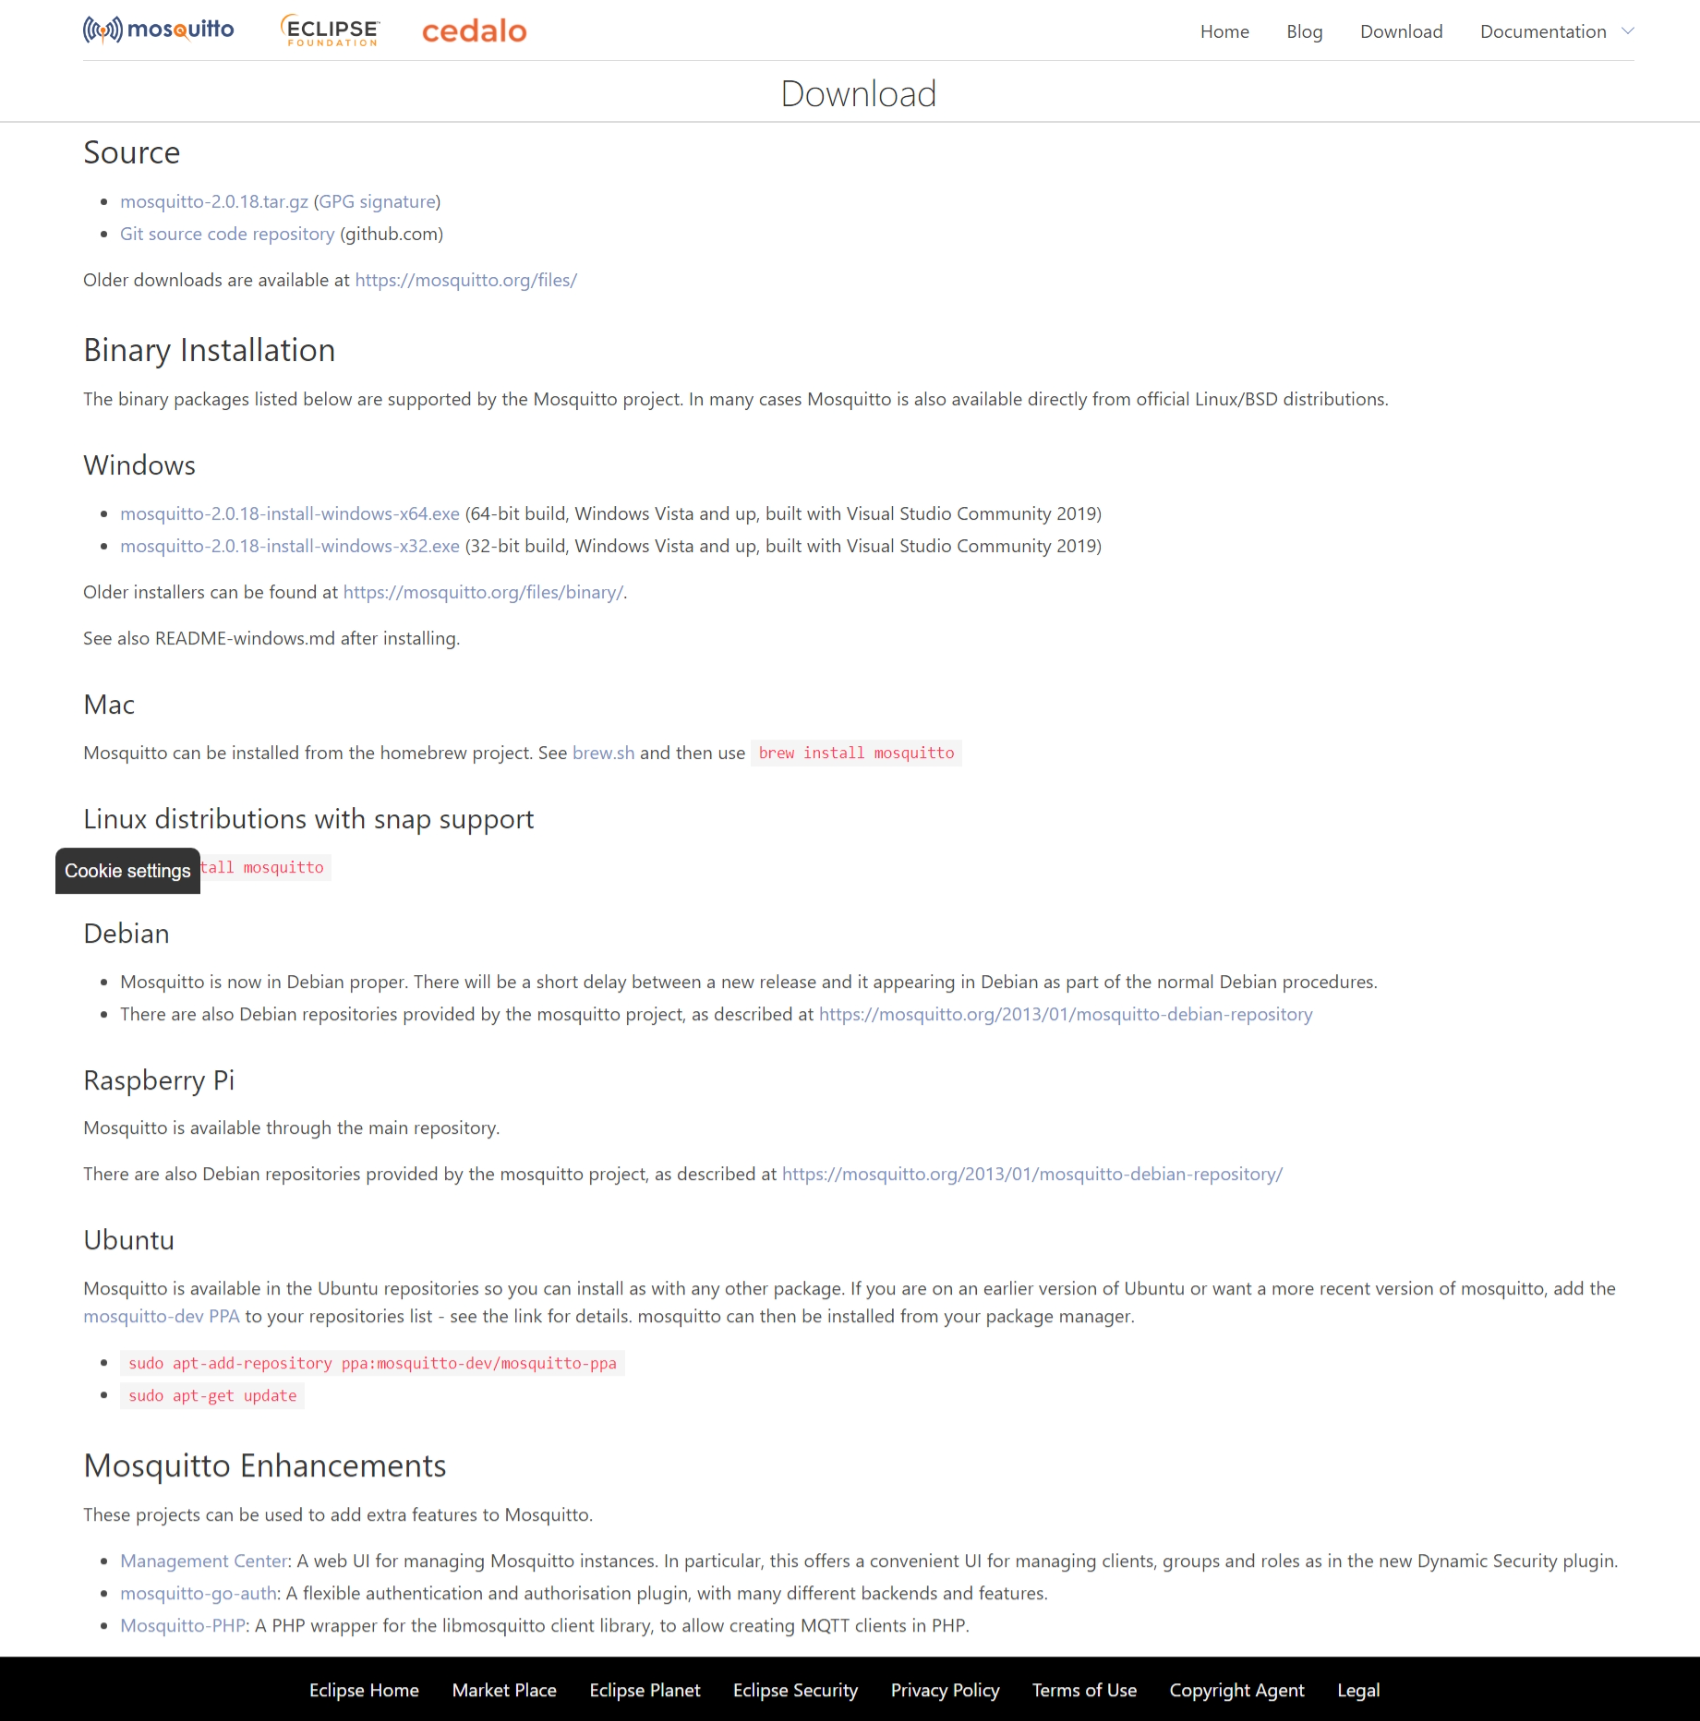 mosquitto ECLIPSE FOUNDATION cedalo Home Blog Download Documentation
Download
Source
mosquitto-2.0.18.tar.gz (GPG signature)
Git source code repository (github.com)
Older downloads are available at https://mosquitto.org/files/
Binary Installation
The binary packages listed below are supported by the Mosquitto project. In many cases Mosquitto is also available directly from official Linux/BSD distributions.
Windows
mosquitto-2.0.18-install-windows-x64.exe (64-bit build, Windows Vista and up, built with Visual Studio Community 2019)
mosquitto-2.0.18-install-windows-x32.exe (32-bit build, Windows Vista and up, built with Visual Studio Community 2019)
Older installers can be found at https://mosquitto.org/files/binary/.
See also README-windows.md after installing.
Mac
Mosquitto can be installed from the homebrew project. See brew.sh and then use brew install mosquitto
Linux distributions with snap support
Cookie settings tall mosquitto
Debian
Mosquitto is now in Debian proper. There will be a short delay between a new release and it appearing in Debian as part of the normal Debian procedures.
There are also Debian repositories provided by the mosquitto project, as described at https://mosquitto.org/2013/01/mosquitto-debian-repository
Raspberry Pi
Mosquitto is available through the main repository.
There are also Debian repositories provided by the mosquitto project, as described at https://mosquitto.org/2013/01/mosquitto-debian-repository/
Ubuntu
Mosquitto is available in the Ubuntu repositories so you can install as with any other package. If you are on an earlier version of Ubuntu or want a more recent version of mosquitto, add the
mosquitto-dev PPA to your repositories list - see the link for details. mosquitto can then be installed from your package manager.
sudo apt-add-repository ppa:mosquitto-dev/mosquitto-ppa
sudo apt-get update
Mosquitto Enhancements
These projects can be used to add extra features to Mosquitto.
Management Center: A web UI for managing Mosquitto instances. In particular, this offers a convenient UI for managing clients, groups and roles as in the new Dynamic Security plugin.
mosquitto-go-auth: A flexible authentication and authorisation plugin, with many different backends and features.
Mosquitto-PHP: A PHP wrapper for the libmosquitto client library, to allow creating MQTT clients in PHP.
Eclipse Home Market Place Eclipse Planet Eclipse Security Privacy Policy Terms of Use Copyright Agent Legal